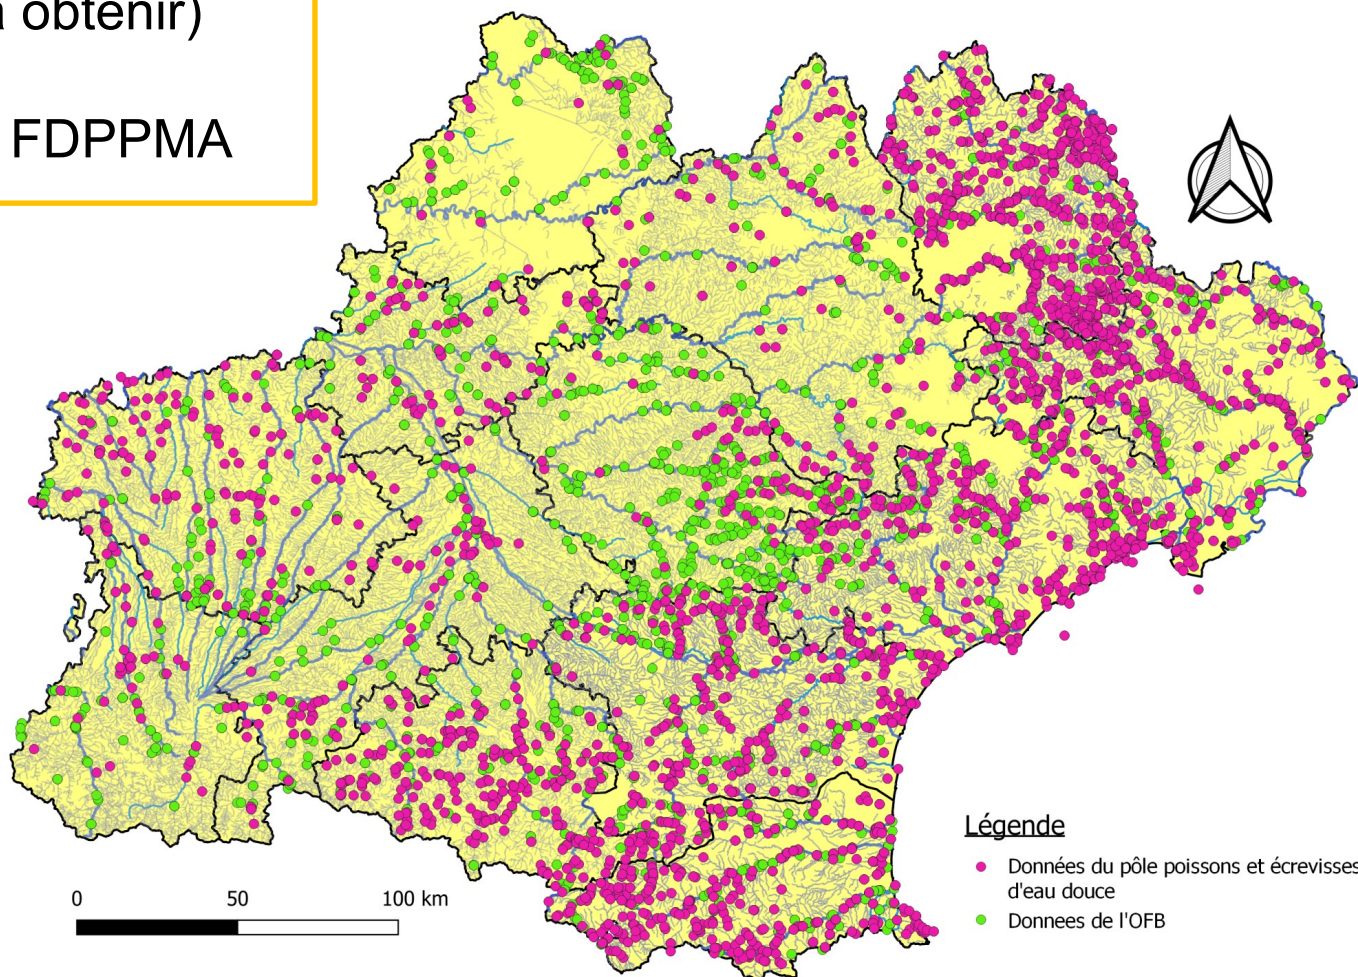 obtenir)
FDPPMA
0 50 100 km
Légende
Données du pôle poissons et écrevisses
d'eau douce
Donnees de l'OFB